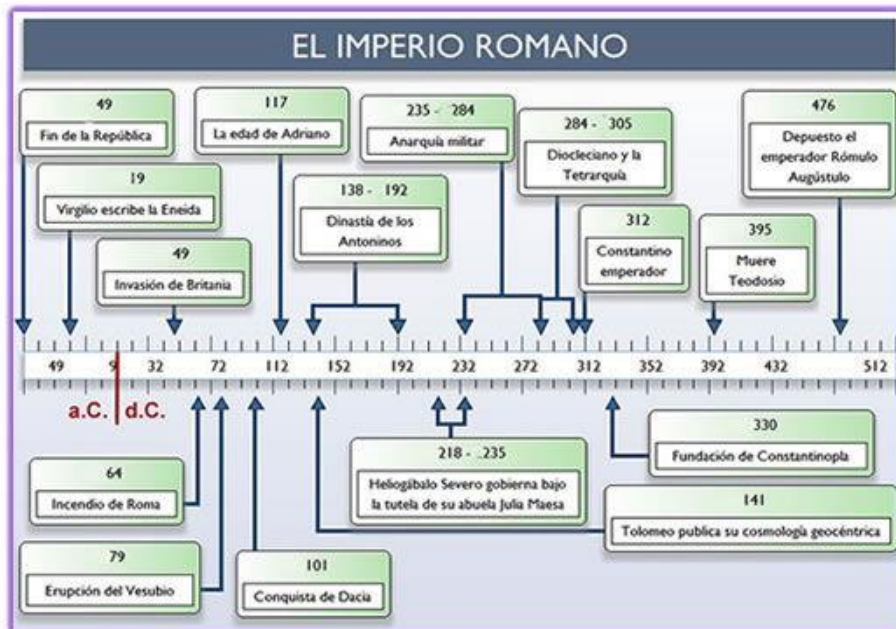 EL IMPERIO ROMANO
49
Fin de la República
117
La edad de Adriano
235 - 284
Anarquía militar
284 - 305
Diocleciano y la
Tetrarquía
476
Depuesto el
emperador Rómulo
Augústulo
19
Virgilio escribe la Eneida
138 - 192
Dinastía de los
Antoninos
312
Constantino
emperador
395
Muere
Teodosio
49
Invasión de Britania
49 9 32 72 112 152 192 232 272 312 352 392 432 512
a.C. d.C.
64
Incendio de Roma
218 - 235
Heliogábalo Severo gobierna bajo
la tutela de su abuela Julia Maesa
330
Fundación de Constantinopla
141
Tolomeo publica su cosmología geocéntrica
79
Erupción del Vesubio
101
Conquista de Dacia